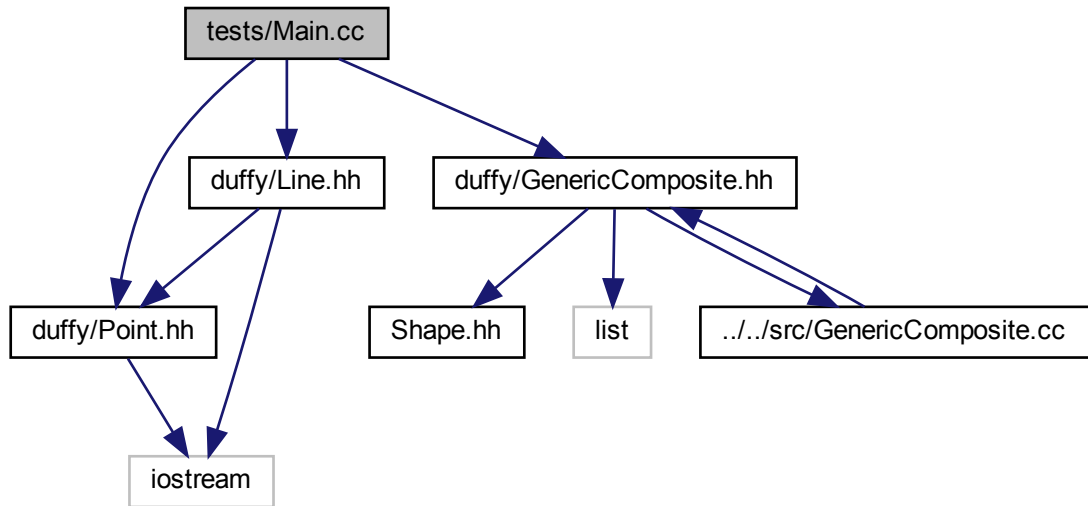 tests/Main.cc
duffy/Line.hh
duffy/GenericComposite.hh
duffy/Point.hh
Shape.hh
list
../../src/GenericComposite.cc
iostream